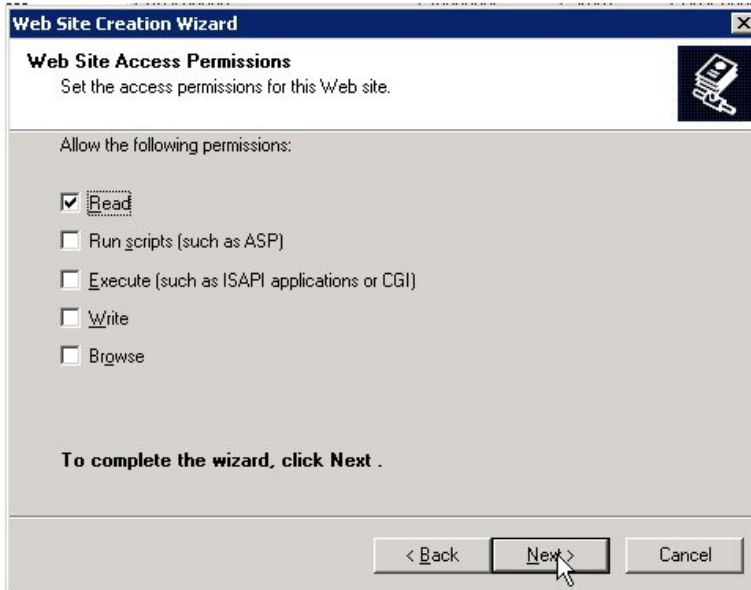 Web Site Creation Wizard
Web Site Access Permissions
Set the access permissions for this Web site.
Allow the following permissions:
Read
Run scripts (such as ASP)
Execute (such as ISAPI applications or CGI)
Write
Browse
To complete the wizard, click Next .
< Back Next > Cancel